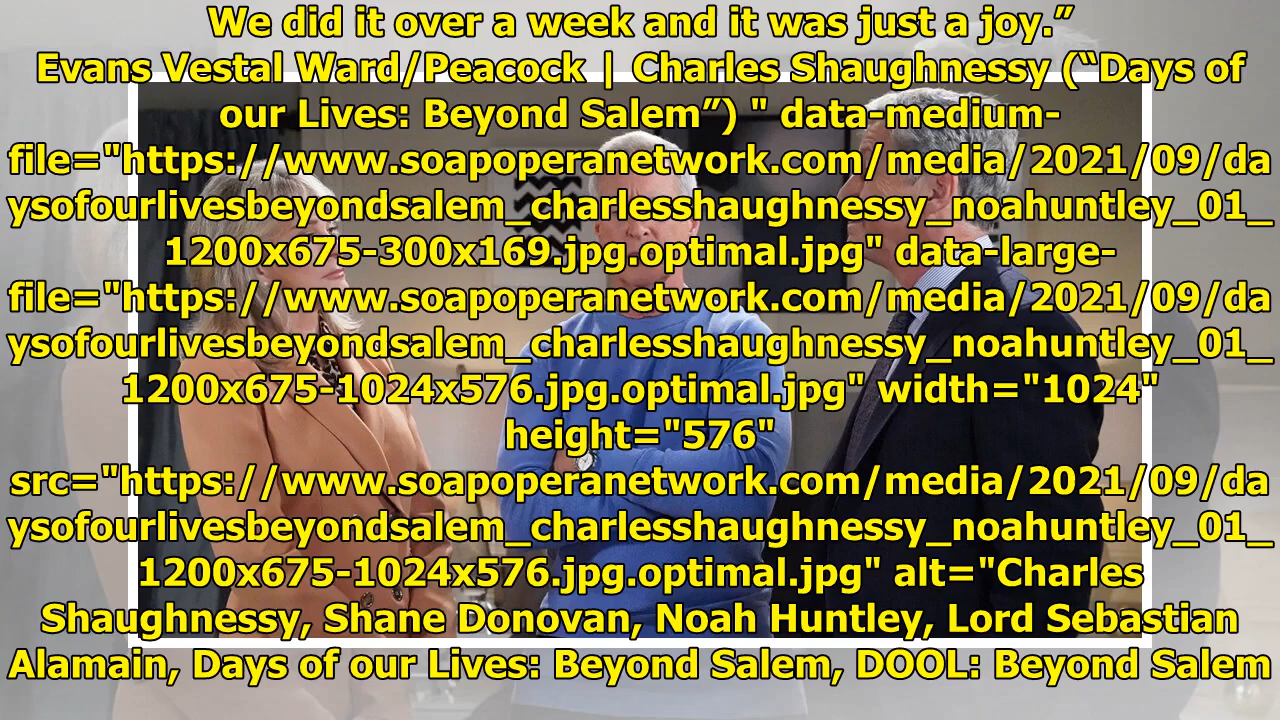 We did it over a week and it was just a joy.”
Evans Vestal Ward/Peacock | Charles Shaughnessy (“Days of
our Lives: Beyond Salem”) " data-medium-
file="https://www.soapoperanetwork.com/media/2021/09/da
ysofourlivesbeyondsalem_charlesshaughnessy_noahuntley_01_
1200x675-300x169.jpg.optimal.jpg" data-large-
file="https://www.soapoperanetwork.com/media/2021/09/da
ysofourlivesbeyondsalem_charlesshaughnessy_noahuntley_01_
1200x675-1024x576.jpg.optimal.jpg" width="1024"
height="576"
src="https://www.soapoperanetwork.com/media/2021/09/da
ysofourlivesbeyondsalem_charlesshaughnessy_noahuntley_01_
1200x675-1024x576.jpg.optimal.jpg" alt="Charles
Shaughnessy, Shane Donovan, Noah Huntley, Lord Sebastian
Alamain, Days of our Lives: Beyond Salem, DOOL: Beyond Salem